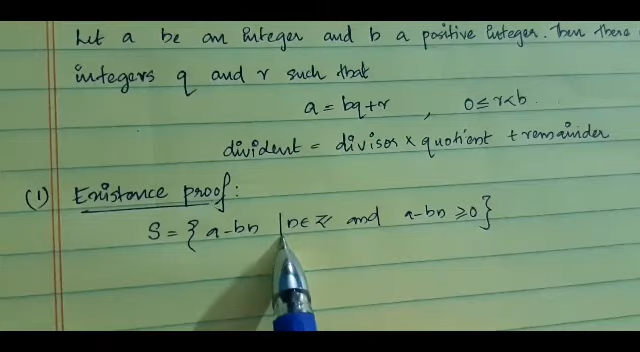 Let a be an integer and b a positive integer. Then there
integers q and r such that
a = bq+r , 0 ≤ r < b.
divident = divisor × quotient + remainder
(1) Existance proof:
S = { a-bn | n ∈ ℤ and a-bn ≥ 0 }